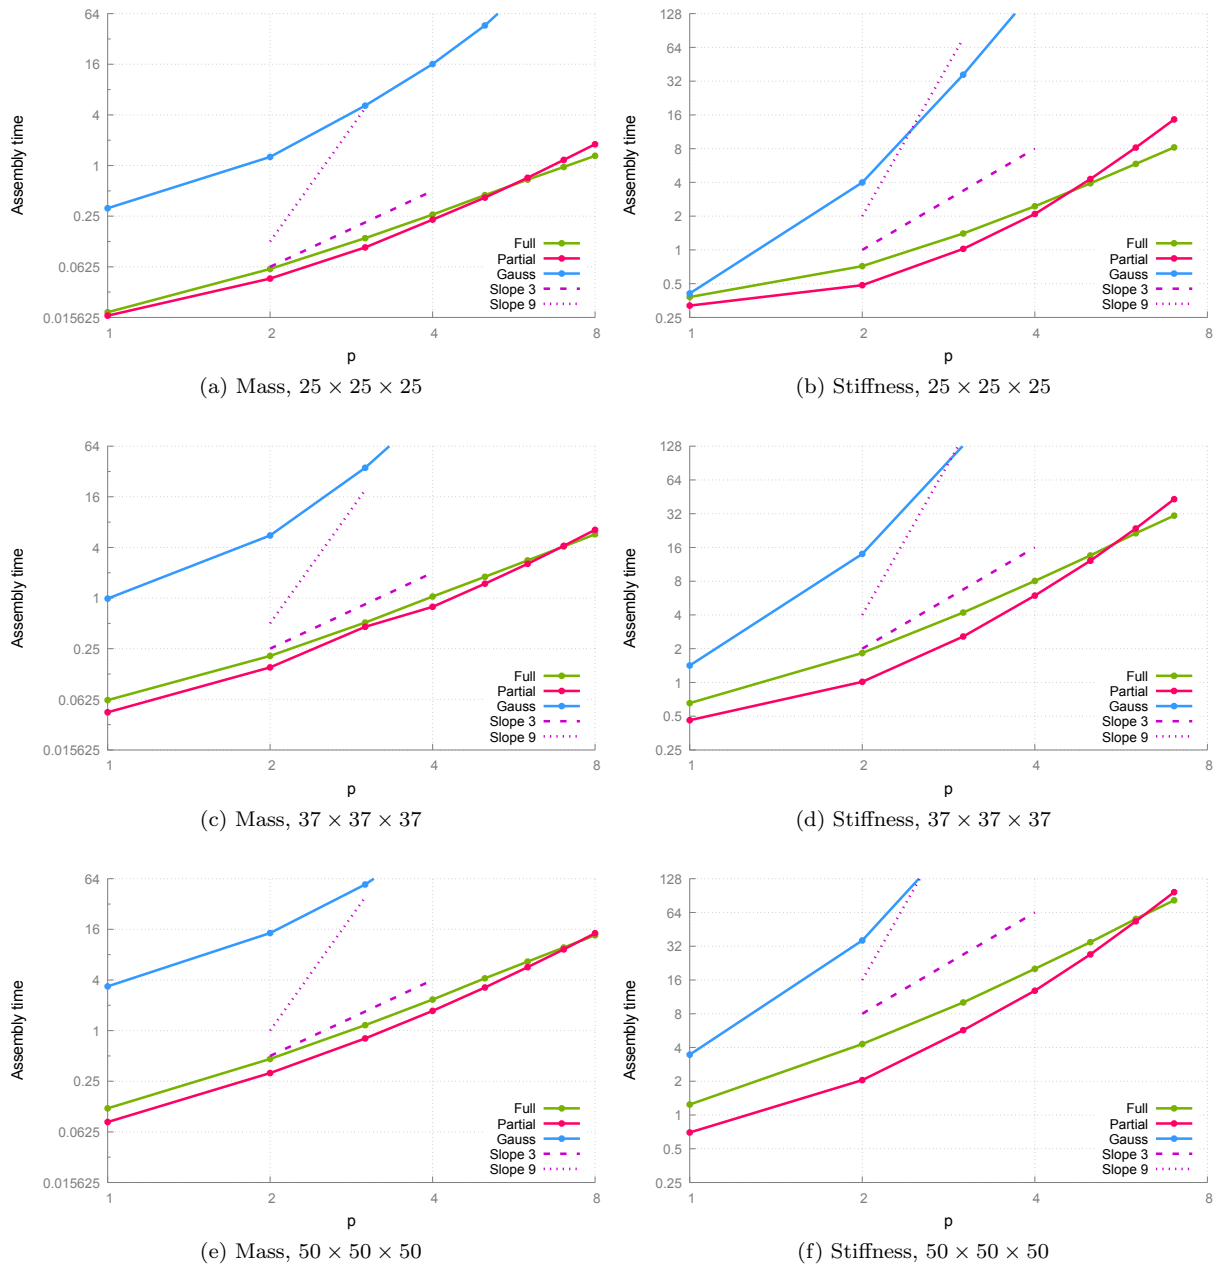 64
16
4
1
0.25
0.0625
0.015625
1
2
4
8
Assembly time
p
Full
Partial
Gauss
Slope 3
Slope 9
(a) Mass, 25 × 25 × 25
128
64
32
16
8
4
2
1
0.5
0.25
1
2
4
8
Assembly time
p
Full
Partial
Gauss
Slope 3
Slope 9
(b) Stiffness, 25 × 25 × 25
64
16
4
1
0.25
0.0625
0.015625
1
2
4
8
Assembly time
p
Full
Partial
Gauss
Slope 3
Slope 9
(c) Mass, 37 × 37 × 37
128
64
32
16
8
4
2
1
0.5
0.25
1
2
4
8
Assembly time
p
Full
Partial
Gauss
Slope 3
Slope 9
(d) Stiffness, 37 × 37 × 37
64
16
4
1
0.25
0.0625
0.015625
1
2
4
8
Assembly time
p
Full
Partial
Gauss
Slope 3
Slope 9
(e) Mass, 50 × 50 × 50
128
64
32
16
8
4
2
1
0.5
0.25
1
2
4
8
Assembly time
p
Full
Partial
Gauss
Slope 3
Slope 9
(f) Stiffness, 50 × 50 × 50